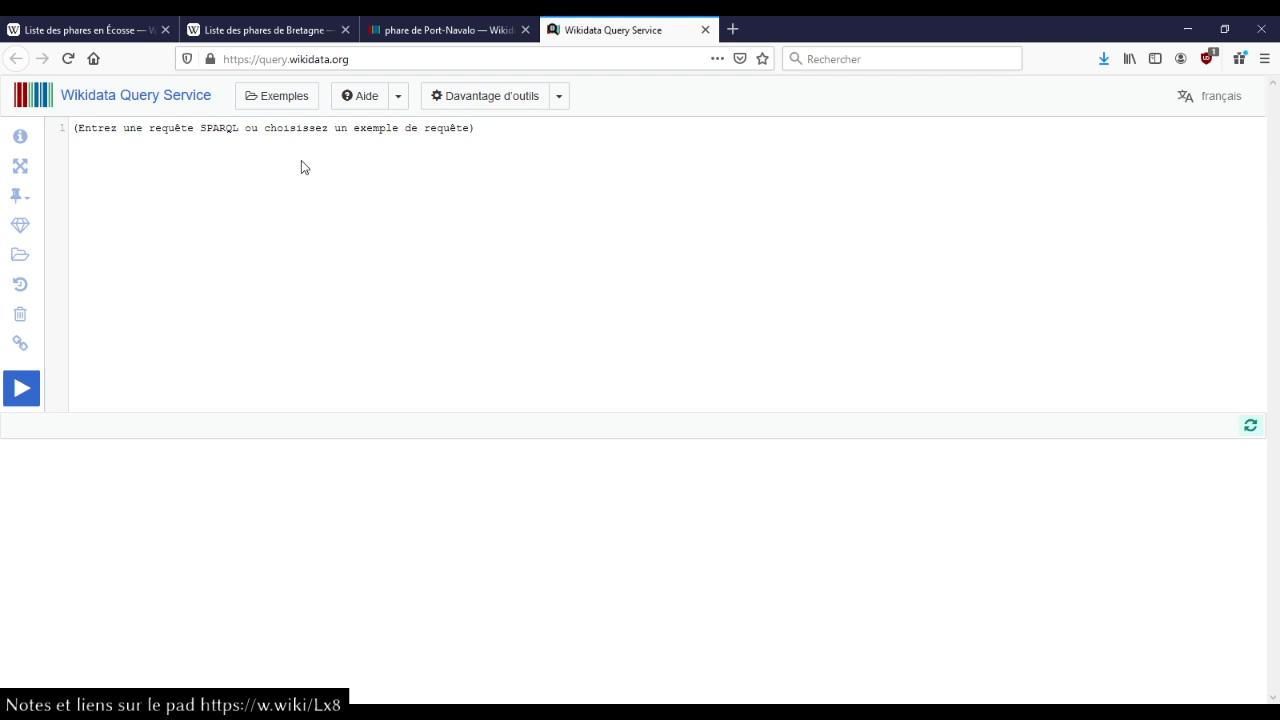 Liste des phares en Écosse — W
Liste des phares de Bretagne —
phare de Port-Navalo — Wikid
Wikidata Query Service
https://query.wikidata.org
Rechercher
1
Wikidata Query Service
Exemples
Aide
Davantage d'outils
français
1
(Entrez une requête SPARQL ou choisissez un exemple de requête)
Notes et liens sur le pad https://w.wiki/Lx8